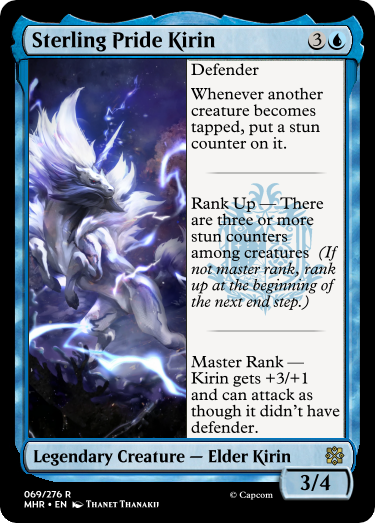 Sterling Pride Kirin 3
Defender
Whenever another
creature becomes
tapped, put a stun
counter on it.
Rank Up — There
are three or more
stun counters
among creatures (If
not master rank, rank
up at the beginning of
the next end step.)
Master Rank —
Kirin gets +3/+1
and can attack as
though it didn't have
defender.
Legendary Creature — Elder Kirin
3/4
069/276 R
MHR • EN Thanet Thanakij
© Capcom